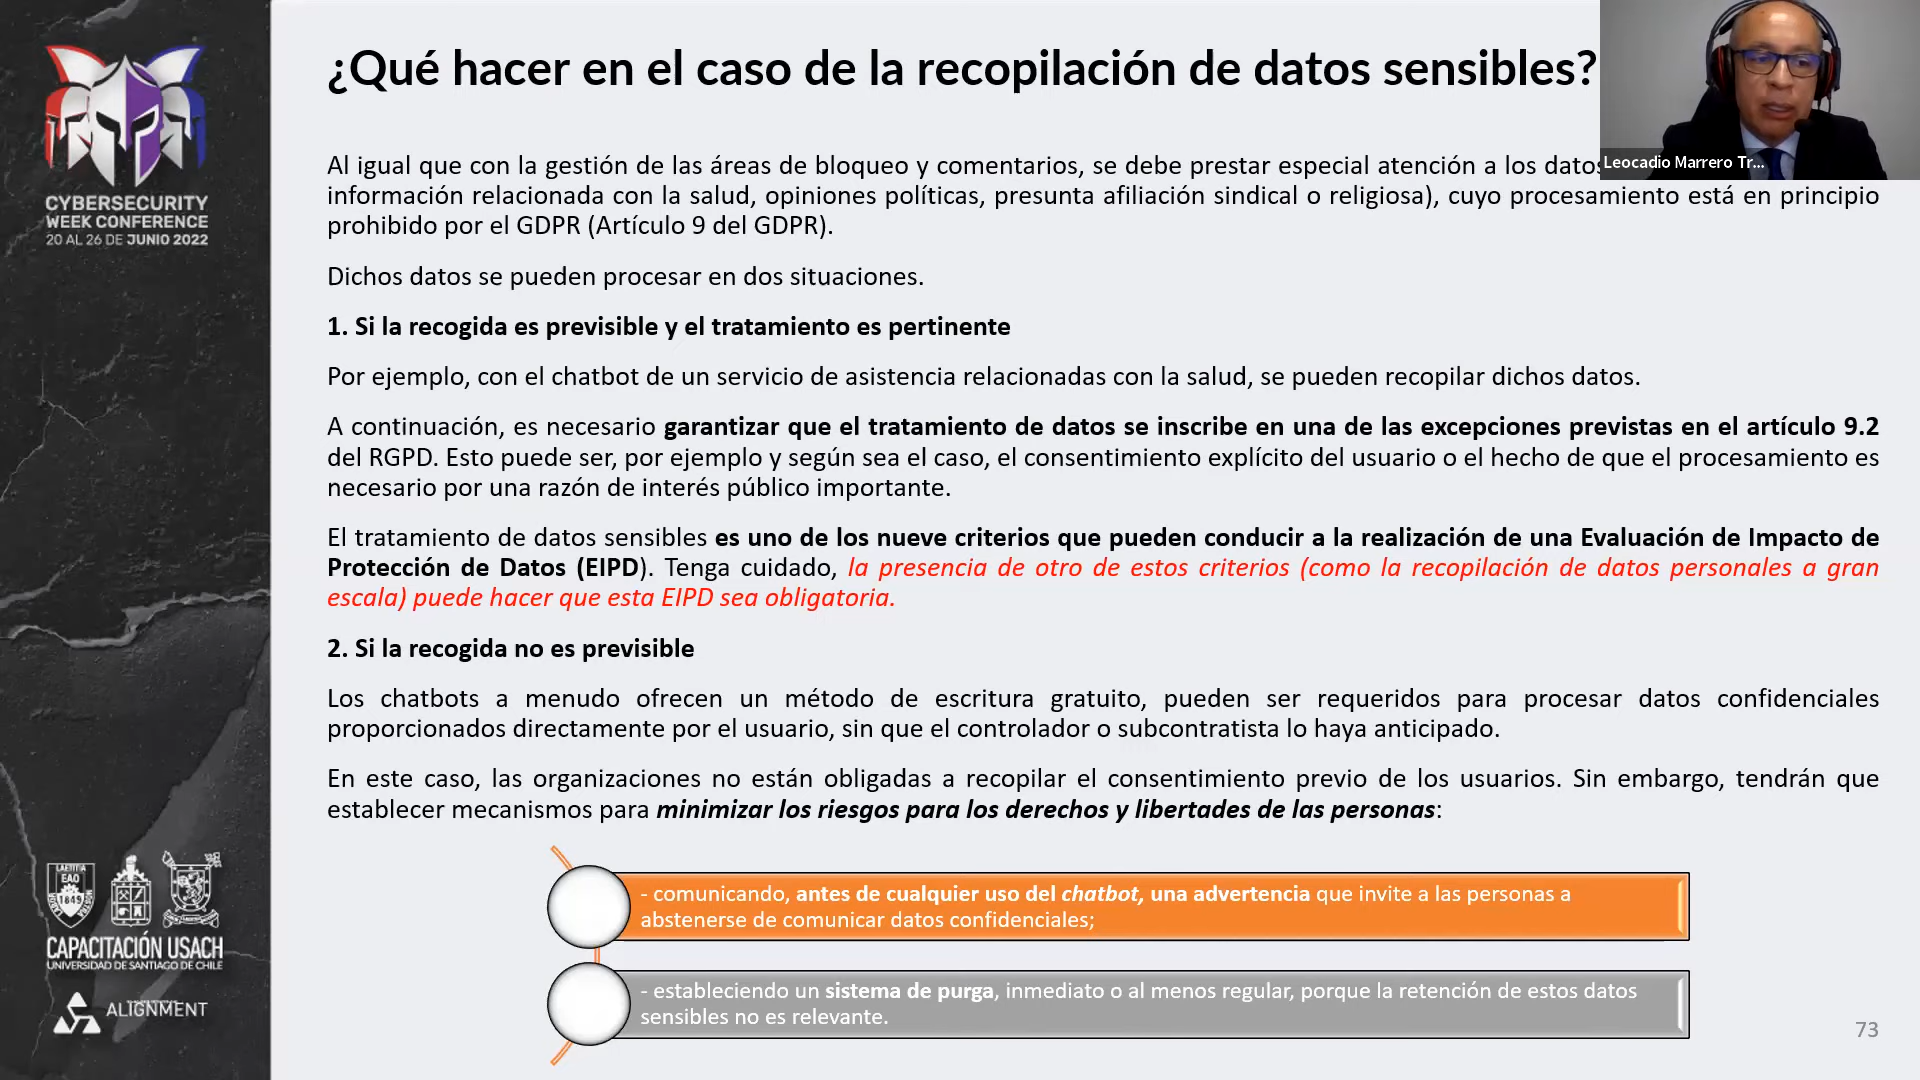 ¿Qué hacer en el caso de la recopilación de datos sensibles?
Leocadio Marrero Tr...
CYBERSECURITY
WEEK CONFERENCE
20 AL 26 DE JUNIO 2022
Al igual que con la gestión de las áreas de bloqueo y comentarios, se debe prestar especial atención a los datos
información relacionada con la salud, opiniones políticas, presunta afiliación sindical o religiosa), cuyo procesamiento está en principio
prohibido por el GDPR (Artículo 9 del GDPR).
Dichos datos se pueden procesar en dos situaciones.
1. Si la recogida es previsible y el tratamiento es pertinente
Por ejemplo, con el chatbot de un servicio de asistencia relacionadas con la salud, se pueden recopilar dichos datos.
A continuación, es necesario garantizar que el tratamiento de datos se inscribe en una de las excepciones previstas en el artículo 9.2
del RGPD. Esto puede ser, por ejemplo y según sea el caso, el consentimiento explícito del usuario o el hecho de que el procesamiento es
necesario por una razón de interés público importante.
El tratamiento de datos sensibles es uno de los nueve criterios que pueden conducir a la realización de una Evaluación de Impacto de
Protección de Datos (EIPD). Tenga cuidado, la presencia de otro de estos criterios (como la recopilación de datos personales a gran
escala) puede hacer que esta EIPD sea obligatoria.
2. Si la recogida no es previsible
Los chatbots a menudo ofrecen un método de escritura gratuito, pueden ser requeridos para procesar datos confidenciales
proporcionados directamente por el usuario, sin que el controlador o subcontratista lo haya anticipado.
En este caso, las organizaciones no están obligadas a recopilar el consentimiento previo de los usuarios. Sin embargo, tendrán que
establecer mecanismos para minimizar los riesgos para los derechos y libertades de las personas:
- comunicando, antes de cualquier uso del chatbot, una advertencia que invite a las personas a
abstenerse de comunicar datos confidenciales;
- estableciendo un sistema de purga, inmediato o al menos regular, porque la retención de estos datos
sensibles no es relevante.
LAETITIA
EAO
1849
CAPACITACIÓN USACH
UNIVERSIDAD DE SANTIAGO DE CHILE
ALIGNMENT
73